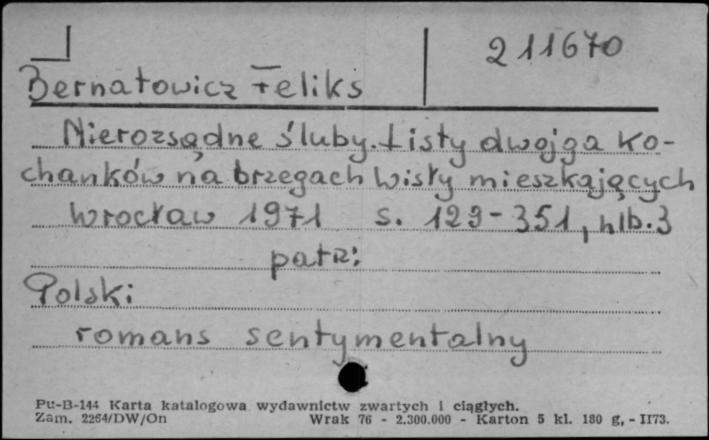 211670
Bernatowicz Feliks
Nierozsądne śluby. Listy dwojga ko-
chanków na brzegach Wisły mieszkających
Wrocław 1971 s. 129-351, nlb. 3
patrz:
Polski
romans sentymentalny
Pu-B-144 Karta katalogowa wydawnictw zwartych i ciągłych.
Zam. 2264/DW/On Wrak 76 - 2.300.000 - Karton 5 kl. 180 g, - II73.